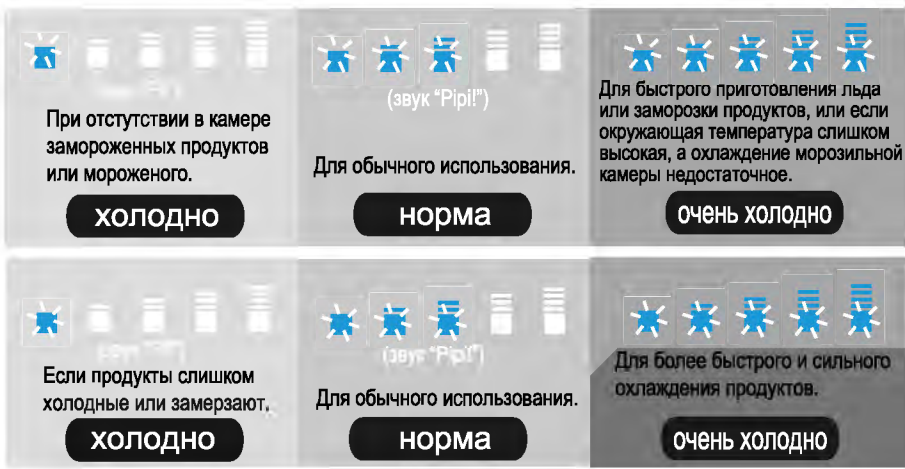 (звук "Pipi!")
При отстутствии в камере
замороженных продуктов
или мороженого.
холодно
Для обычного использования.
норма
Для быстрого приготовления льда
или заморозки продуктов, или если
окружающая температура слишком
высокая, а охлаждение морозильной
камеры недостаточное.
очень холодно
Если продукты слишком
холодные или замерзают.
холодно
(звук "Pipi!")
Для обычного использования.
норма
Для более быстрого и сильного
охлаждения продуктов.
очень холодно